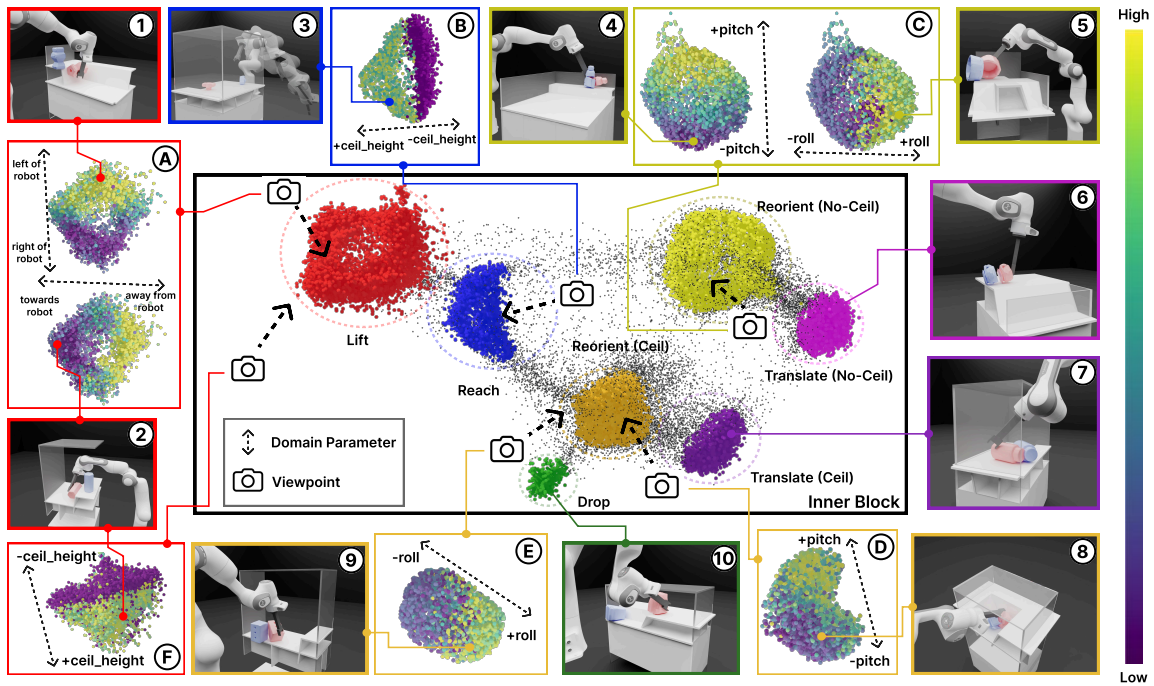 1
3
B
+ceil_height
-ceil_height
4
+pitch
-pitch
C
-roll
+roll
5
High
A
left of
robot
right of
robot
towards
robot
away from
robot
Lift
Reach
Reorient (No-Ceil)
Reorient (Ceil)
Translate (No-Ceil)
Translate (Ceil)
Drop
Inner Block
Domain Parameter
Viewpoint
6
7
2
-ceil_height
+ceil_height
F
9
-roll
E
+roll
10
+pitch
D
-pitch
8
Low